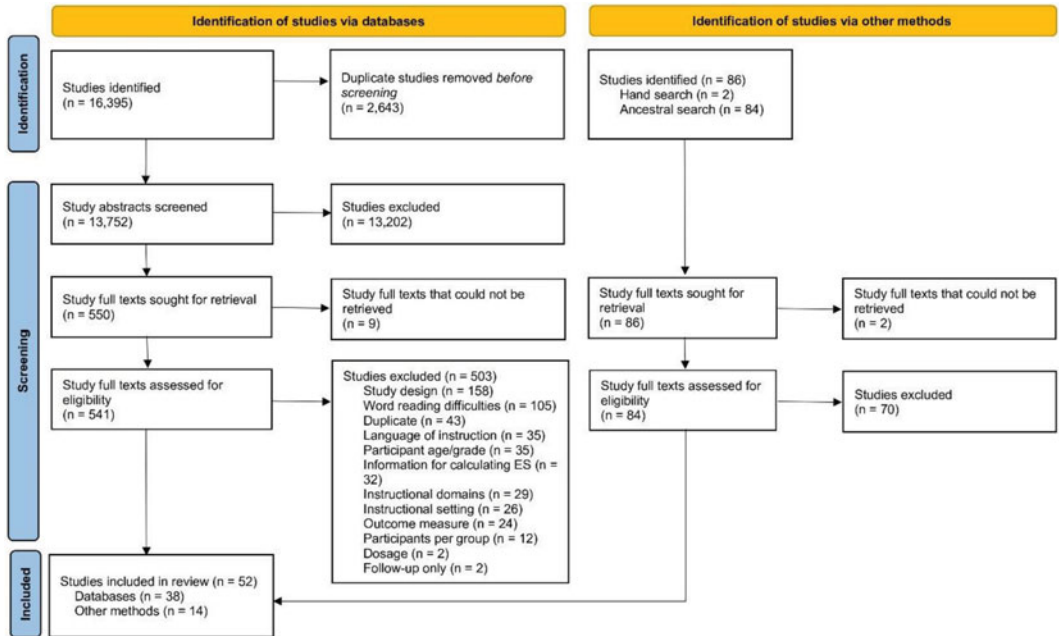 Identification of studies via databases
Identification of studies via other methods
Identification
Studies identified
(n = 16,395)
Duplicate studies removed before
screening
(n = 2,643)
Studies identified (n = 86)
Hand search (n = 2)
Ancestral search (n = 84)
Screening
Study abstracts screened
(n = 13,752)
Studies excluded
(n = 13,202)
Study full texts sought for retrieval
(n = 550)
Study full texts that could not be
retrieved
(n = 9)
Study full texts sought for
retrieval
(n = 86)
Study full texts that could not be
retrieved
(n = 2)
Study full texts assessed for
eligibility
(n = 541)
Studies excluded (n = 503)
Study design (n = 158)
Word reading difficulties (n = 105)
Duplicate (n = 43)
Language of instruction (n = 35)
Participant age/grade (n = 35)
Information for calculating ES (n =
32)
Instructional domains (n = 29)
Instructional setting (n = 26)
Outcome measure (n = 24)
Participants per group (n = 12)
Dosage (n = 2)
Follow-up only (n = 2)
Study full texts assessed for
eligibility
(n = 84)
Studies excluded
(n = 70)
Included
Studies included in review (n = 52)
Databases (n = 38)
Other methods (n = 14)